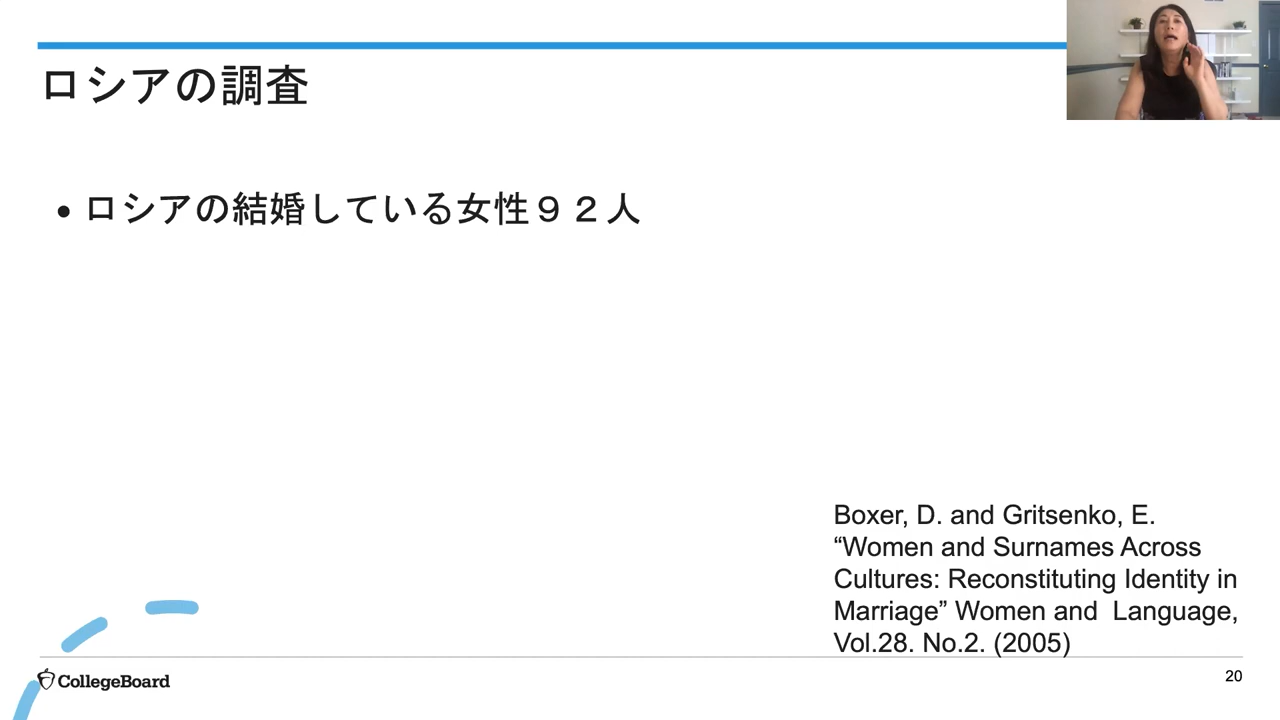 ロシアの調査
• ロシアの結婚している女性９２人
Boxer, D. and Gritsenko, E.
“Women and Surnames Across
Cultures: Reconstituting Identity in
Marriage” Women and Language,
Vol.28. No.2. (2005)
CollegeBoard
20